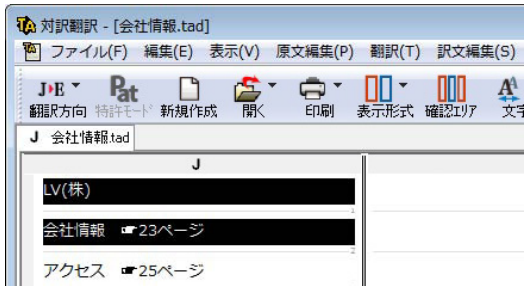 対訳翻訳 - [会社情報.tad]
ファイル(F) 編集(E) 表示(V) 原文編集(P) 翻訳(T) 訳文編集(S)
J▸E Pat A
翻訳方向 特許モード 新規作成 開く 印刷 表示形式 確認エリア 文字
J 会社情報.tad
J
LV(株)
1
会社情報 ☛23ページ
2
アクセス ☛25ページ